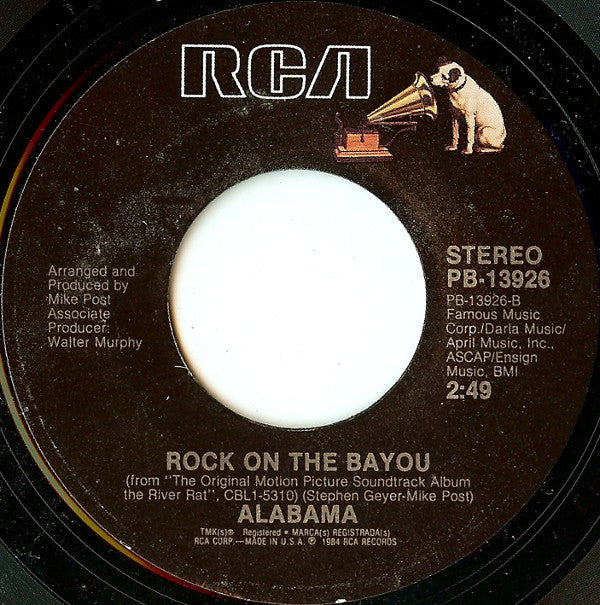 RCA
STEREO
PB-13926
PB-13926-B
Famous Music
Corp./Darla Music/
April Music, Inc.,
ASCAP/Ensign
Music, BMI
2:49
Arranged and
Produced by
Mike Post
Associate
Producer:
Walter Murphy
ROCK ON THE BAYOU
(from "The Original Motion Picture Soundtrack Album
the River Rat", CBL1-5310) (Stephen Geyer-Mike Post)
ALABAMA
TMK(s)® Registered • MARCA(s) REGISTRADA(s)
RCA CORP.—MADE IN U.S.A. ℗ 1984 RCA RECORDS